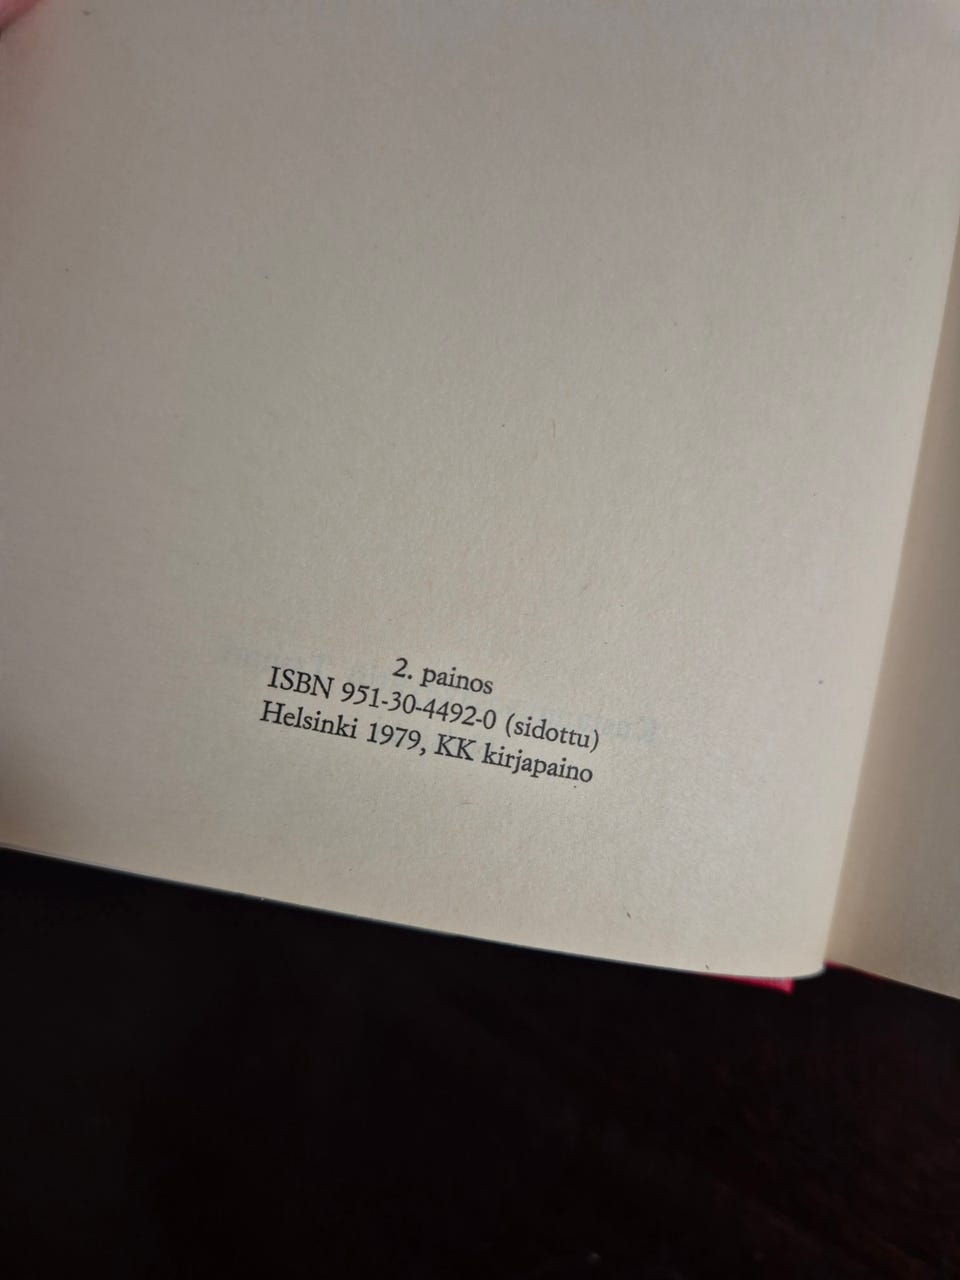 2. painos
ISBN 951-30-4492-0 (sidottu)
Helsinki 1979, KK kirjapaino